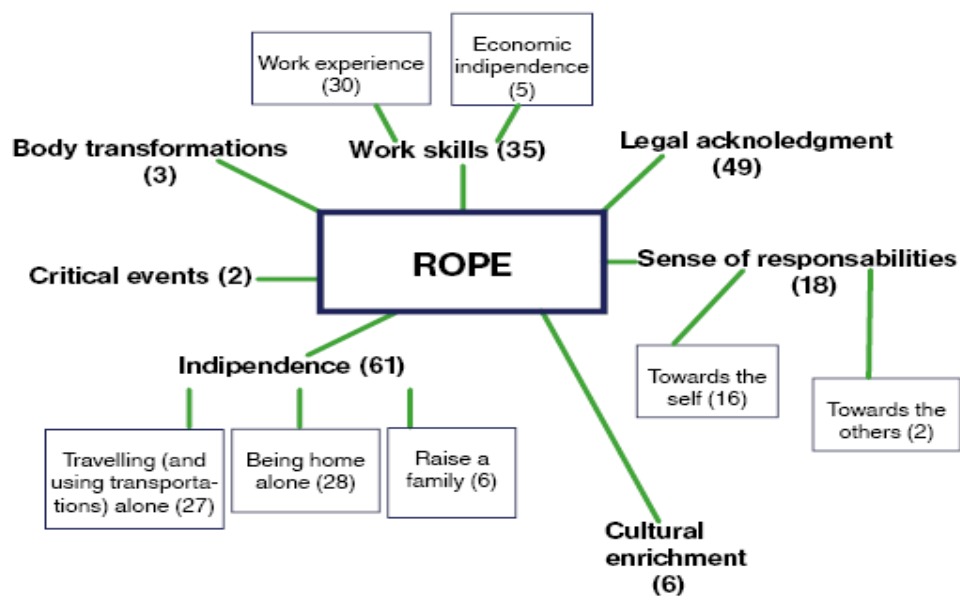 Work experience
(30)
Economic
indipendence
(5)
Body transformations
(3)
Work skills (35)
Legal acknoledgment
(49)
ROPE
Critical events (2)
Sense of responsabilities
(18)
Indipendence (61)
Towards the
self (16)
Towards the
others (2)
Travelling (and
using transporta-
tions) alone (27)
Being home
alone (28)
Raise a
family (6)
Cultural
enrichment
(6)